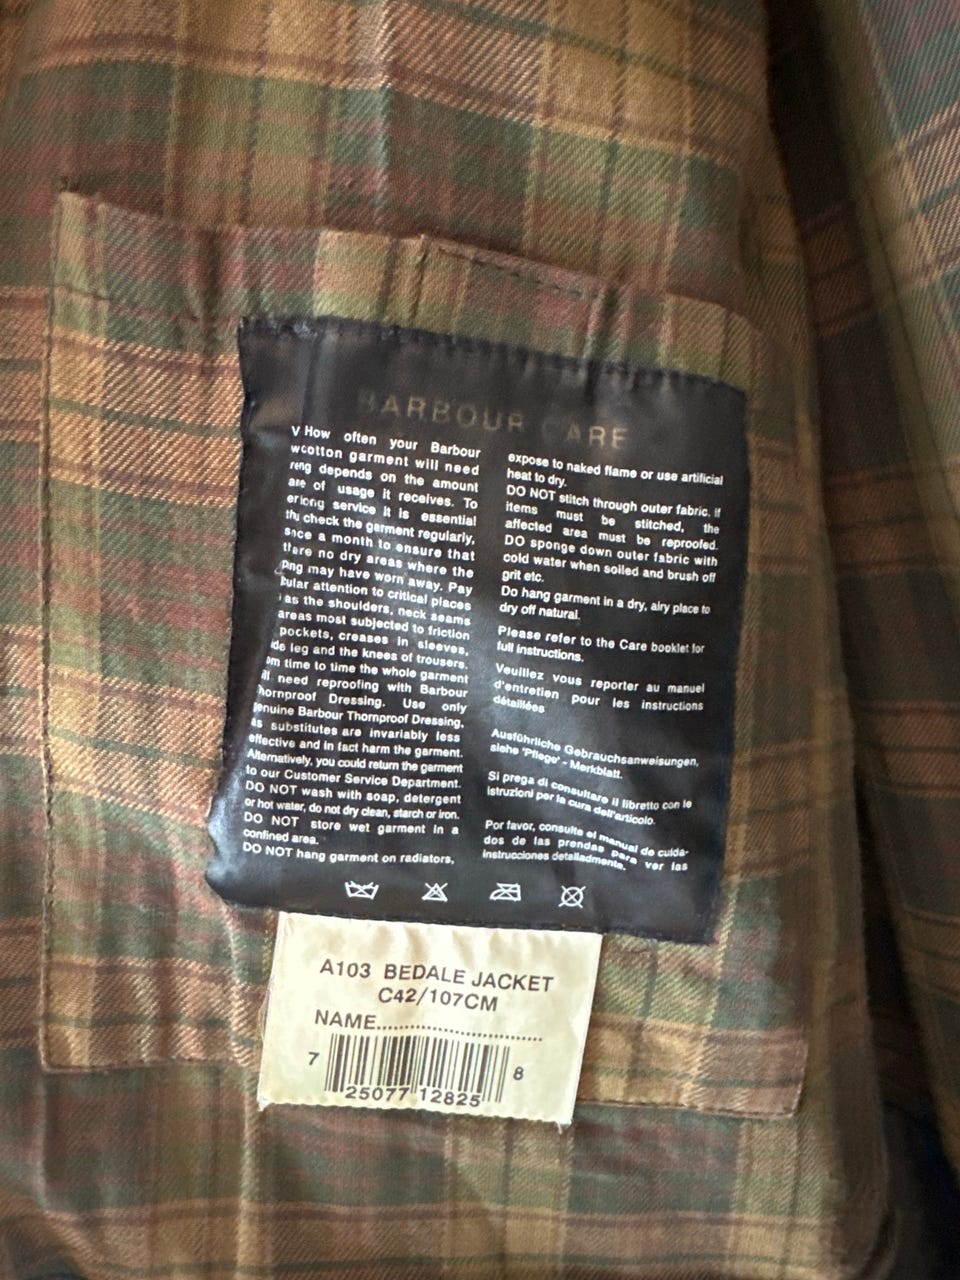 BARBOUR CARE
How often your Barbour
cotton garment will need
depends on the amount
of usage it receives. To
service it is essential
check the garment regularly,
a month to ensure that
are no dry areas where the
may have worn away. Pay
attention to critical places
as the shoulders, neck seams
areas most subjected to friction
pockets, creases in sleeves,
leg and the knees of trousers.
time to time the whole garment
need reproofing with Barbour
hornproof Dressing. Use only
enuine Barbour Thornproof Dressing,
as substitutes are invariably less
effective and in fact harm the garment.
Alternatively, you could return the garment
to our Customer Service Department.
DO NOT wash with soap, detergent
or hot water, do not dry clean, starch or iron.
DO NOT store wet garment in a
confined area.
DO NOT hang garment on radiators,
expose to naked flame or use artificial
heat to dry.
DO NOT stitch through outer fabric. If
items must be stitched, the
affected area must be reproofed.
DO sponge down outer fabric with
cold water when soiled and brush off
grit etc.
Do hang garment in a dry, airy place to
dry off natural.
Please refer to the Care booklet for
full instructions.
Veuillez vous reporter au manuel
d'entretien pour les instructions
détaillées
Ausführliche Gebrauchsanweisungen,
siehe 'Pflege' - Merkblatt.
Si prega di consultare il libretto con le
istruzioni per la cura dell'articolo.
Por favor, consulte el manual de cuida-
dos de las prendas para ver las
instrucciones detalladmente.
A103 BEDALE JACKET
C42/107CM
NAME..............................
7 25077 12825 8